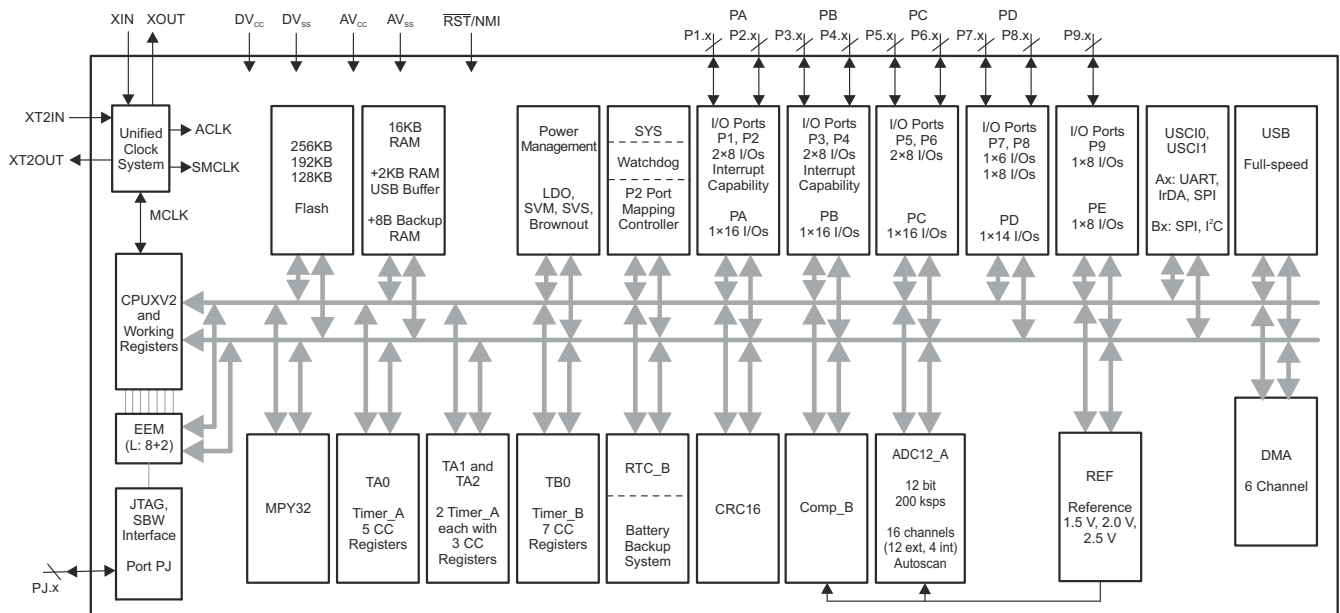 XIN XOUT DVCC DVSS AVCC AVSS RST/NMI PA PB PC PD
P1.x P2.x P3.x P4.x P5.x P6.x P7.x P8.x P9.x
XT2IN
XT2OUT
Unified
Clock
System
ACLK
SMCLK
MCLK
256KB
192KB
128KB
Flash
16KB
RAM
+2KB RAM
USB Buffer
+8B Backup
RAM
Power
Management
LDO,
SVM, SVS,
Brownout
SYS
Watchdog
P2 Port
Mapping
Controller
I/O Ports
P1, P2
2×8 I/Os
Interrupt
Capability
PA
1×16 I/Os
I/O Ports
P3, P4
2×8 I/Os
Interrupt
Capability
PB
1×16 I/Os
I/O Ports
P5, P6
2×8 I/Os
PC
1×16 I/Os
I/O Ports
P7, P8
1×6 I/Os
1×8 I/Os
PD
1×14 I/Os
I/O Ports
P9
1×8 I/Os
PE
1×8 I/Os
USCI0,
USCI1
Ax: UART,
IrDA, SPI
Bx: SPI, I²C
USB
Full-speed
CPUXV2
and
Working
Registers
EEM
(L: 8+2)
JTAG,
SBW
Interface
Port PJ
PJ.x
MPY32
TA0
Timer_A
5 CC
Registers
TA1 and
TA2
2 Timer_A
each with
3 CC
Registers
TB0
Timer_B
7 CC
Registers
RTC_B
Battery
Backup
System
CRC16
Comp_B
ADC12_A
12 bit
200 ksps
16 channels
(12 ext, 4 int)
Autoscan
REF
Reference
1.5 V, 2.0 V,
2.5 V
DMA
6 Channel